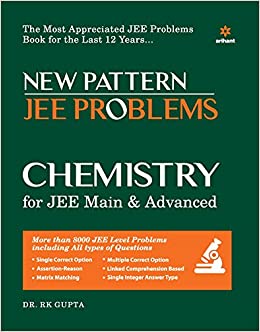 The Most Appreciated JEE Problems
Book for the Last 12 Years...
arihant
NEW PATTERN
JEE PROBLEMS
CHEMISTRY
for JEE Main & Advanced
More than 8000 JEE Level Problems
including All types of Questions
• Single Correct Option
• Multiple Correct Option
• Assertion-Reason
• Linked Comprehension Based
• Matrix Matching
• Single Integer Answer Type
DR. RK GUPTA